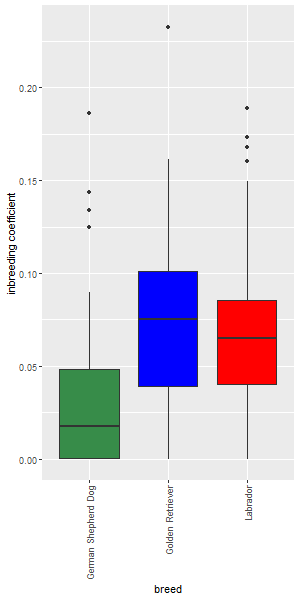 inbreeding coefficient
0.20
0.15
0.10
0.05
0.00
German Shepherd Dog
Golden Retriever
Labrador
breed